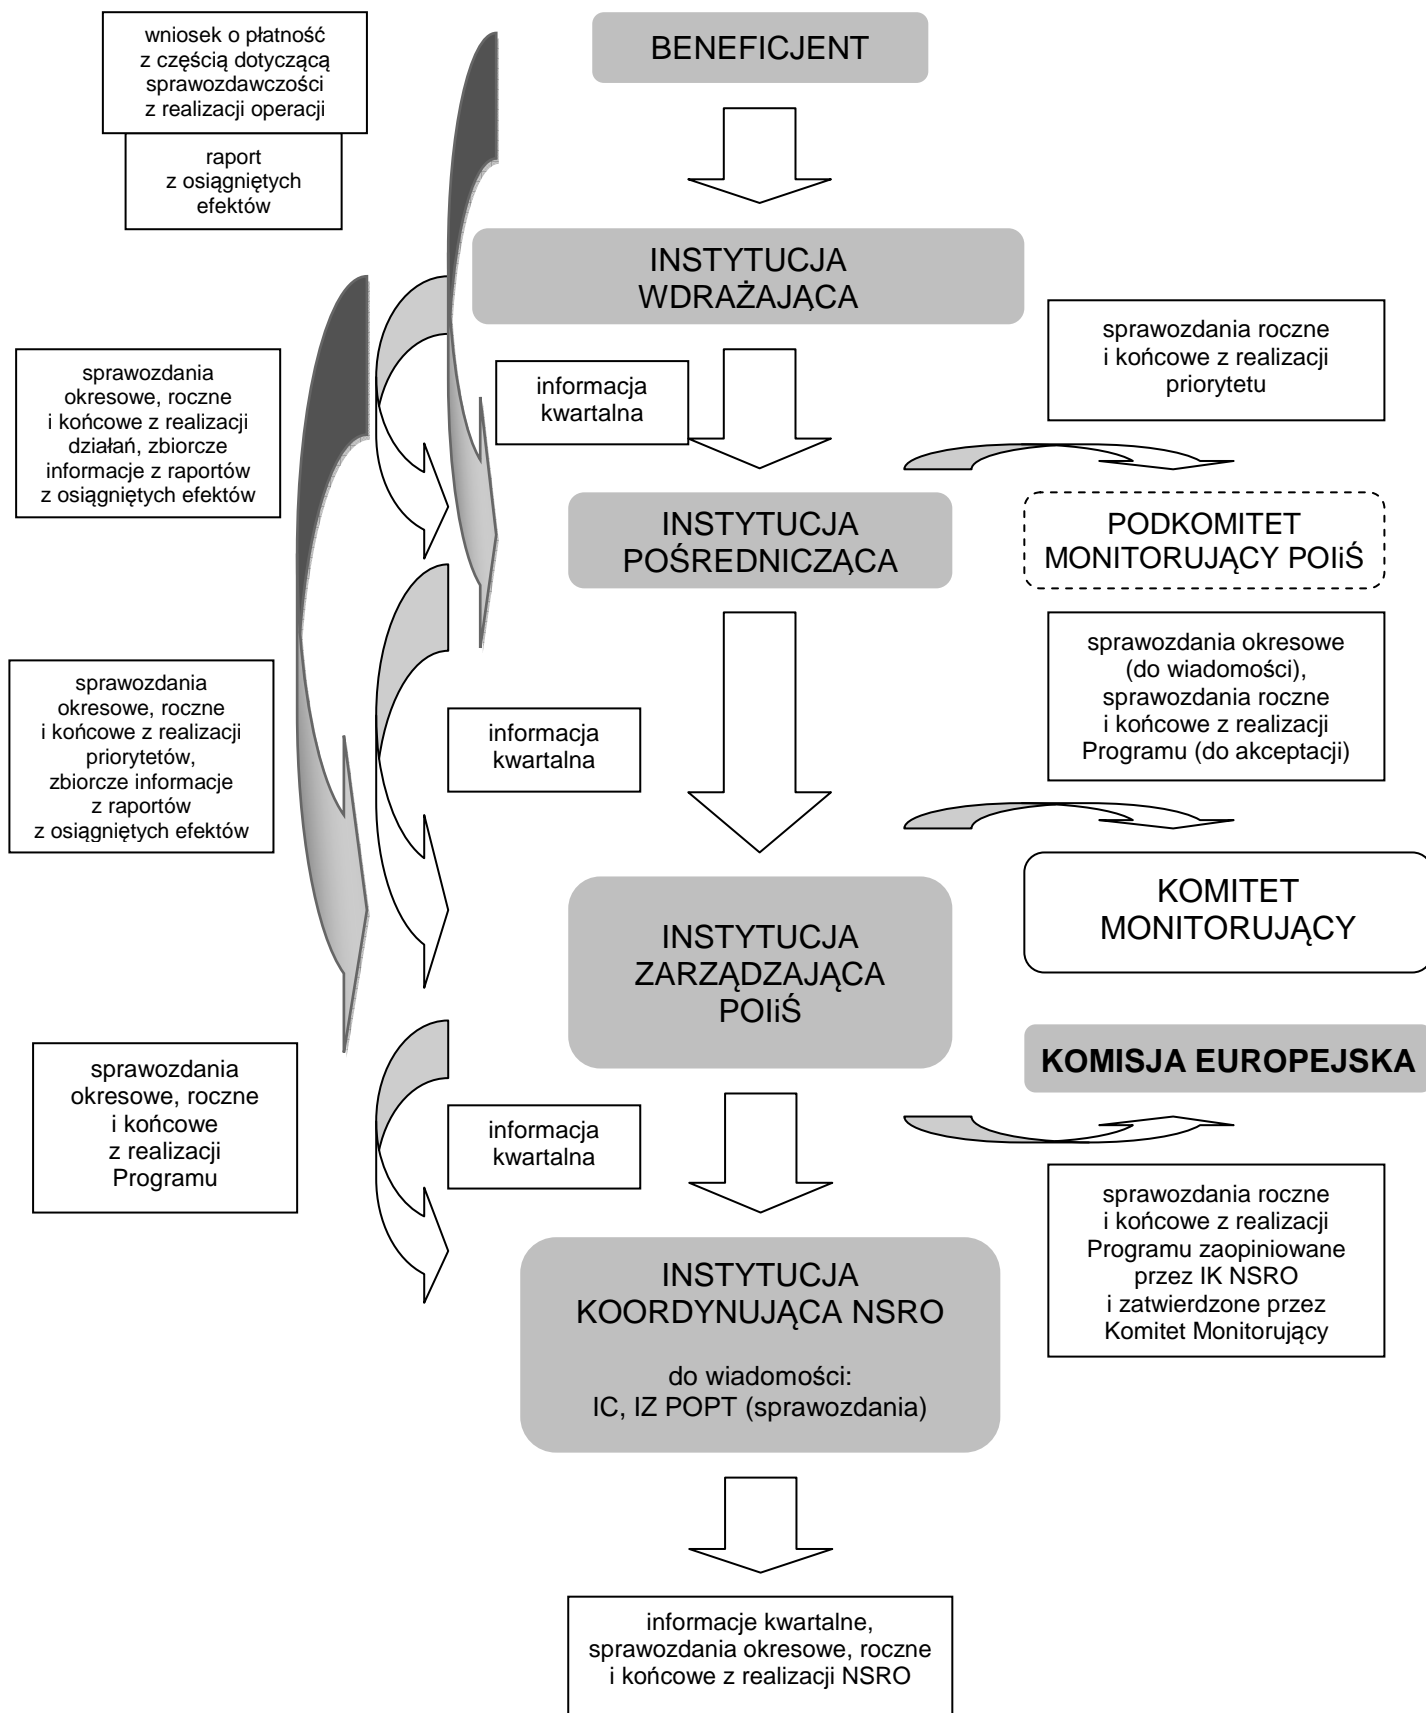 wniosek o płatność
z częścią dotyczącą
sprawozdawczości
z realizacji operacji
raport
z osiągniętych
efektów
BENEFICJENT
INSTYTUCJA
WDRAŻAJĄCA
sprawozdania roczne
i końcowe z realizacji
priorytetu
sprawozdania
okresowe, roczne
i końcowe z realizacji
działań, zbiorcze
informacje z raportów
z osiągniętych efektów
informacja
kwartalna
INSTYTUCJA
POŚREDNICZĄCA
PODKOMITET
MONITORUJĄCY POIiŚ
sprawozdania okresowe
(do wiadomości),
sprawozdania roczne
i końcowe z realizacji
Programu (do akceptacji)
sprawozdania
okresowe, roczne
i końcowe z realizacji
priorytetów,
zbiorcze informacje
z raportów
z osiągniętych efektów
informacja
kwartalna
KOMITET
MONITORUJĄCY
INSTYTUCJA
ZARZĄDZAJĄCA
POIiŚ
KOMISJA EUROPEJSKA
sprawozdania
okresowe, roczne
i końcowe
z realizacji
Programu
informacja
kwartalna
sprawozdania roczne
i końcowe z realizacji
Programu zaopiniowane
przez IK NSRO
i zatwierdzone przez
Komitet Monitorujący
INSTYTUCJA
KOORDYNUJĄCA NSRO
do wiadomości:
IC, IZ POPT (sprawozdania)
informacje kwartalne,
sprawozdania okresowe, roczne
i końcowe z realizacji NSRO